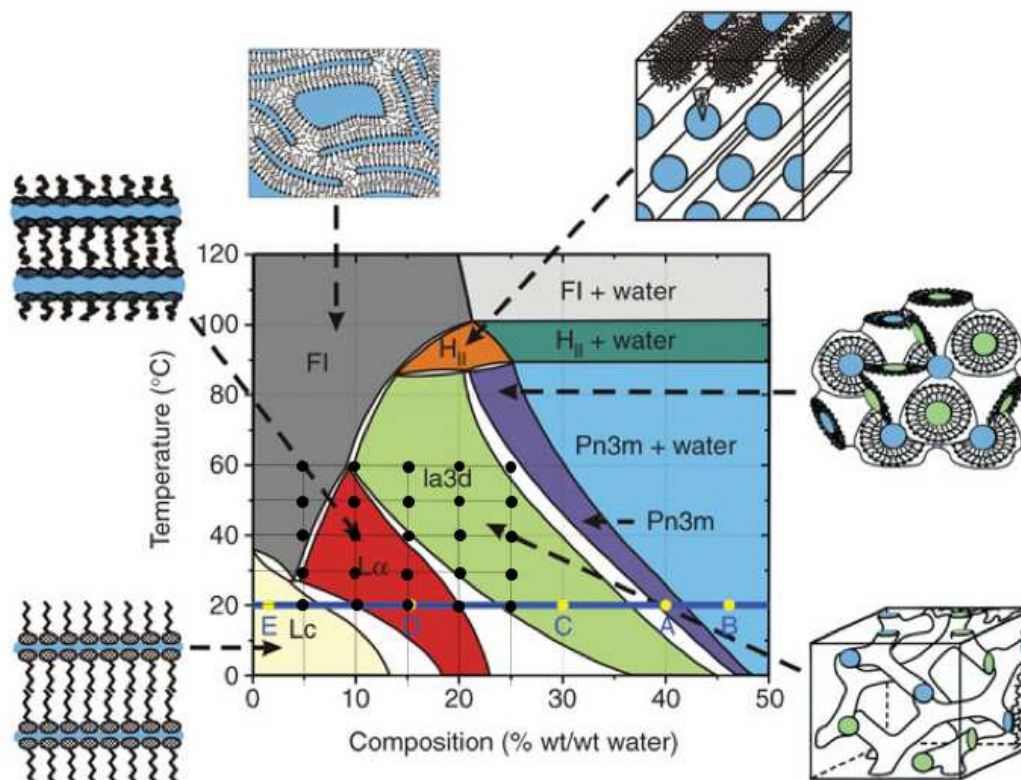 120
100
80
60
40
20
0
Temperature (°C)
FI
FI + water
H_II
H_II + water
Pn3m + water
Ia3d
Pn3m
Lα
E
D
C
A
B
Lc
0
10
20
30
40
50
Composition (% wt/wt water)